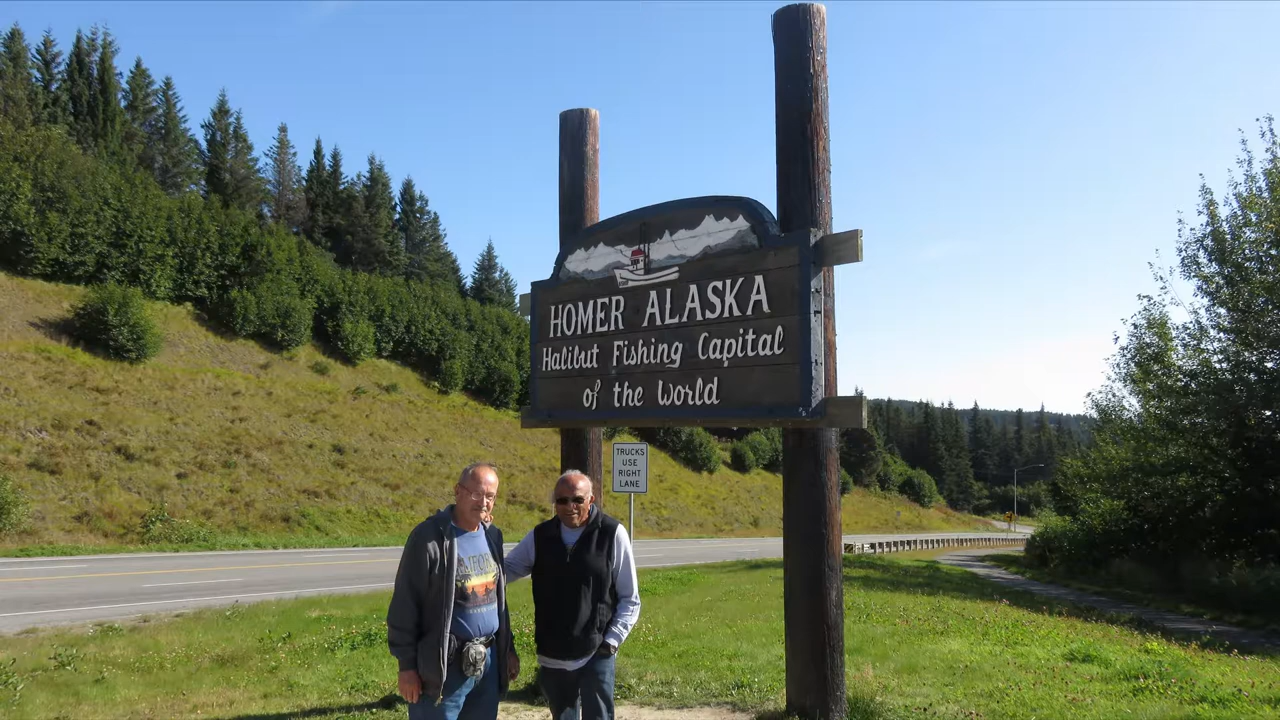 HOMER ALASKA
Halibut Fishing Capital
of the World
TRUCKS
USE
RIGHT
LANE